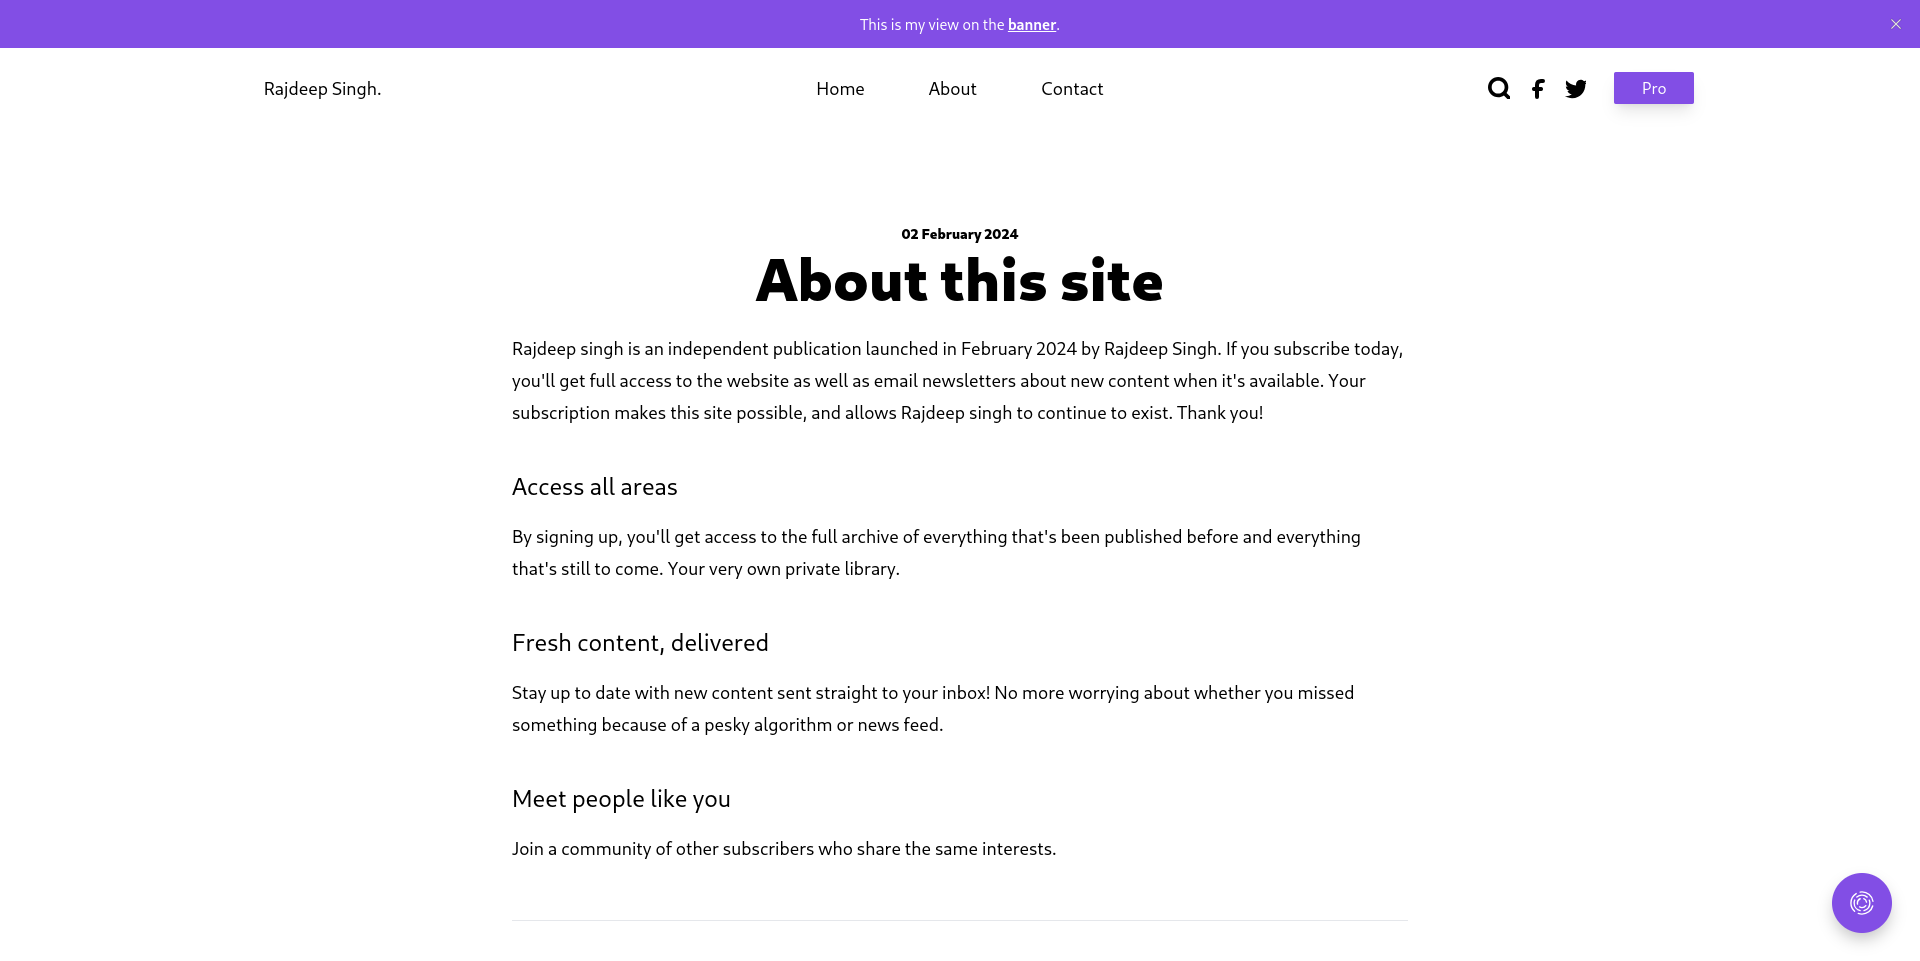 This is my view on the banner.
Rajdeep Singh.
Home
About
Contact
Pro
02 February 2024
About this site
Rajdeep singh is an independent publication launched in February 2024 by Rajdeep Singh. If you subscribe today,
you'll get full access to the website as well as email newsletters about new content when it's available. Your
subscription makes this site possible, and allows Rajdeep singh to continue to exist. Thank you!
Access all areas
By signing up, you'll get access to the full archive of everything that's been published before and everything
that's still to come. Your very own private library.
Fresh content, delivered
Stay up to date with new content sent straight to your inbox! No more worrying about whether you missed
something because of a pesky algorithm or news feed.
Meet people like you
Join a community of other subscribers who share the same interests.